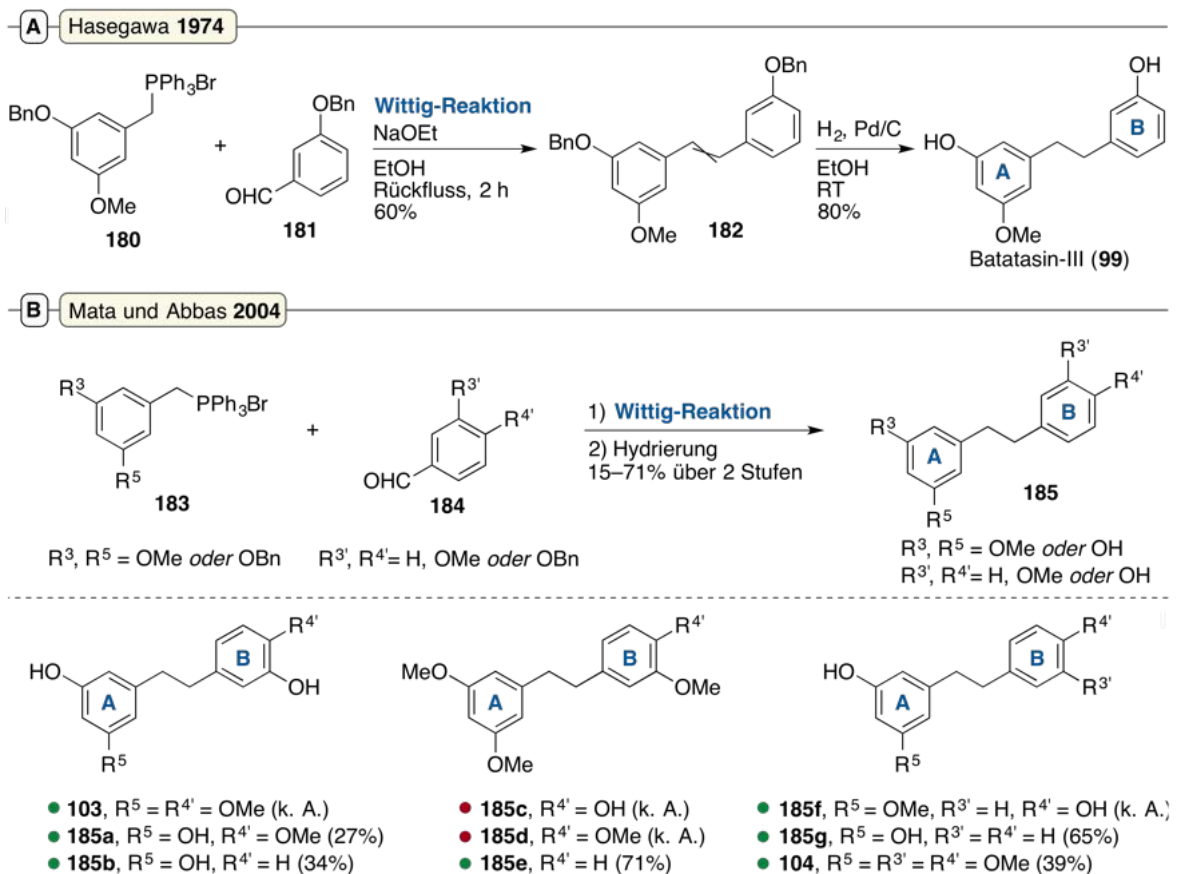 A Hasegawa 1974
PPh3Br
BnO
OMe
180
+
OBn
OHC
181
Wittig-Reaktion
NaOEt
EtOH
Rückfluss, 2 h
60%
OBn
BnO
OMe
182
H2, Pd/C
EtOH
RT
80%
OH
B
HO
A
OMe
Batatasin-III (99)
B Mata und Abbas 2004
R3
PPh3Br
R5
183
R3, R5 = OMe oder OBn
+
R3'
R4'
OHC
184
R3', R4'= H, OMe oder OBn
1) Wittig-Reaktion
2) Hydrierung
15–71% über 2 Stufen
R3'
R4'
B
R3
A
R5
185
R3, R5 = OMe oder OH
R3', R4'= H, OMe oder OH
R4'
B
HO
OH
A
R5
103, R5 = R4' = OMe (k. A.)
185a, R5 = OH, R4' = OMe (27%)
185b, R5 = OH, R4' = H (34%)
R4'
B
MeO
OMe
A
OMe
185c, R4' = OH (k. A.)
185d, R4' = OMe (k. A.)
185e, R4' = H (71%)
R4'
B
HO
R3'
A
R5
185f, R5 = OMe, R3' = H, R4' = OH (k. A.)
185g, R5 = OH, R3' = R4' = H (65%)
104, R5 = R3' = R4' = OMe (39%)